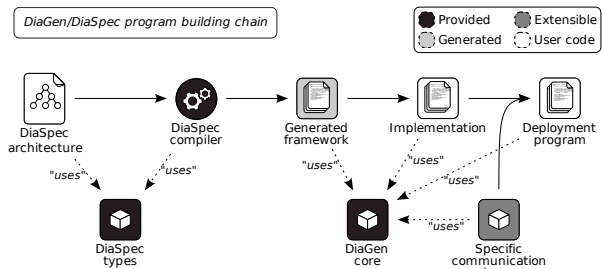 DiaGen/DiaSpec program building chain
Provided
Extensible
Generated
User code
DiaSpec
architecture
DiaSpec
compiler
Generated
framework
Implementation
Deployment
program
"uses"
"uses"
"uses"
"uses"
"uses"
"uses"
DiaSpec
types
DiaGen
core
Specific
communication